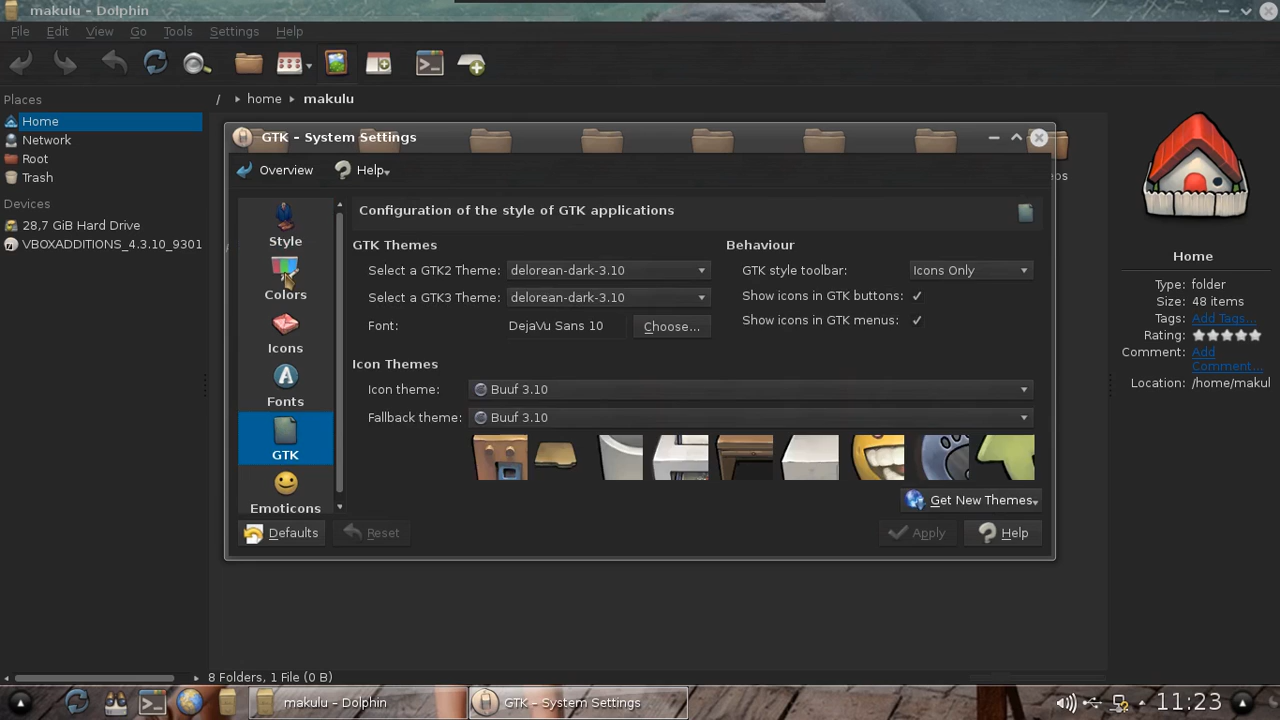 makulu – Dolphin
File Edit View Go Tools Settings Help
Places
Home
Network
Root
Trash
Devices
28,7 GiB Hard Drive
VBOXADDITIONS_4.3.10_9301
/ home makulu
GTK – System Settings
Overview Help
Style
Colors
Icons
Fonts
GTK
Emoticons
Configuration of the style of GTK applications
GTK Themes
Select a GTK2 Theme: delorean-dark-3.10
Select a GTK3 Theme: delorean-dark-3.10
Font: DejaVu Sans 10 Choose...
Behaviour
GTK style toolbar: Icons Only
Show icons in GTK buttons: ✓
Show icons in GTK menus: ✓
Icon Themes
Icon theme: Buuf 3.10
Fallback theme: Buuf 3.10
Get New Themes
Defaults Reset Apply Help
Home
Type: folder
Size: 48 items
Tags: Add Tags...
Rating:
Comment: Add
Comment...
Location: /home/makul
8 Folders, 1 File (0 B)
makulu – Dolphin
GTK – System Settings
11:23